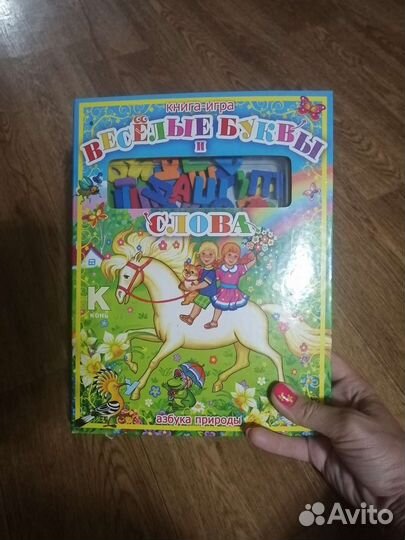 КНИГА-ИГРА
ВЕСЁЛЫЕ БУКВЫ
И
СЛОВА
К
КОНЬ
азбука природы
Avito